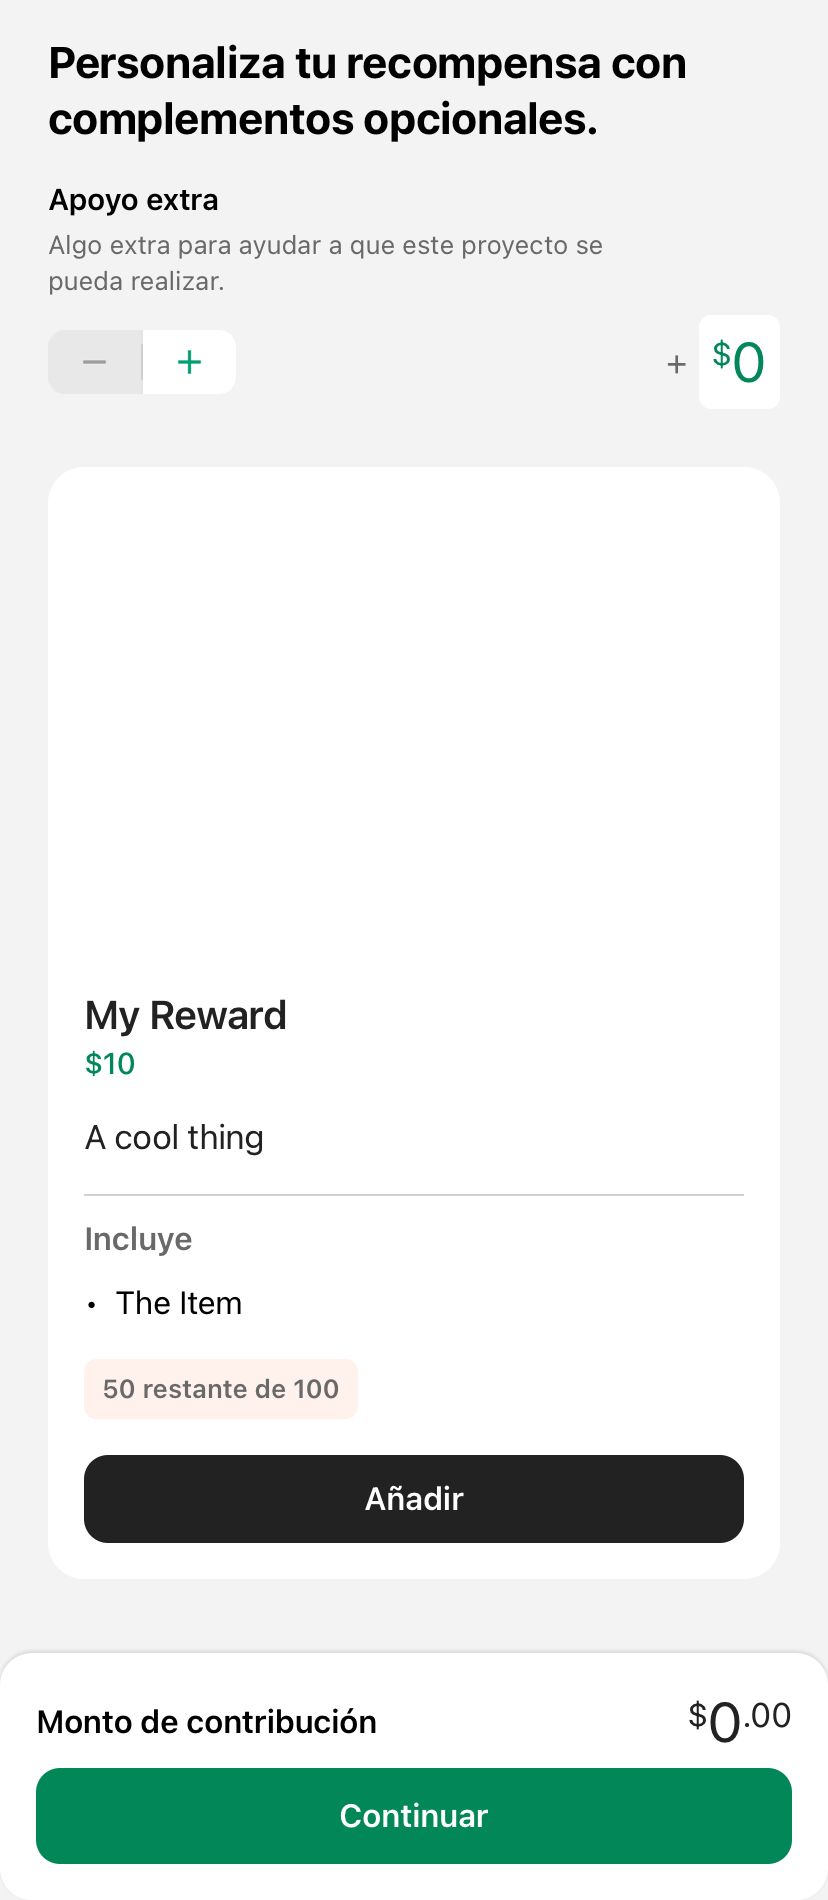 Personaliza tu recompensa con
complementos opcionales.
Apoyo extra
Algo extra para ayudar a que este proyecto se
pueda realizar.
− + + $0
My Reward
$10
A cool thing
Incluye
• The Item
50 restante de 100
Añadir
Monto de contribución $0.00
Continuar